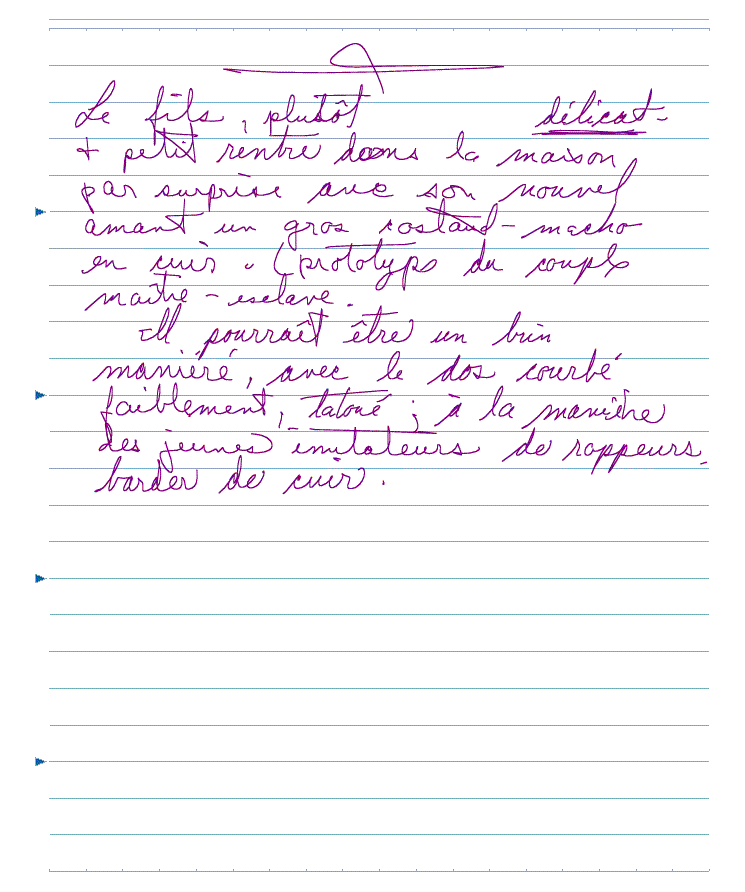 Le fils, plutôt délicat-
+ petit rentre dans la maison
par surprise avec son nouvel
amant un gros costaud-macho
en cuir. (prototype du couple
maître-esclave.
Il pourrait être un bien
maniéré, avec le dos courbé
faiblement, tatoué ; à la manière
des jeunes imitateurs de rappeurs.
barder de cuir.